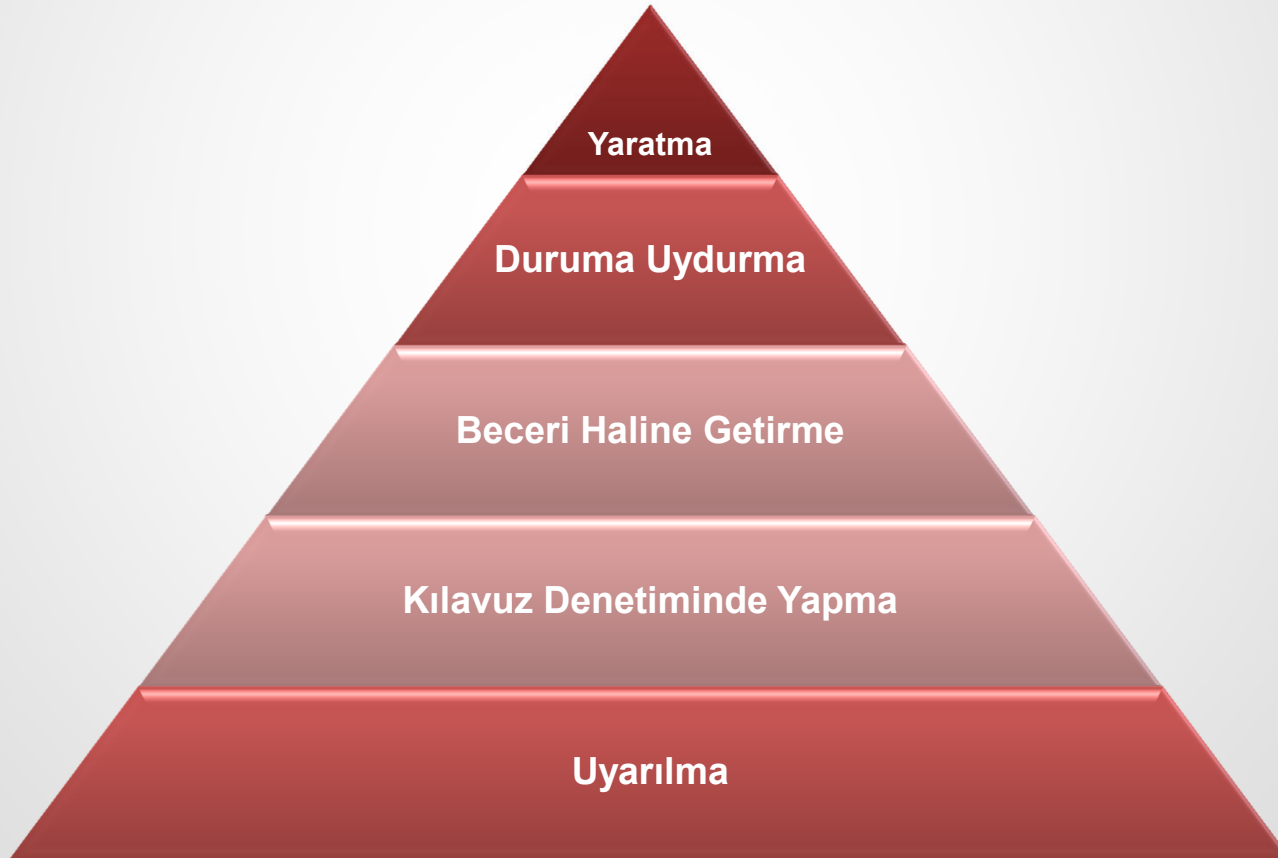 Yaratma
Duruma Uydurma
Beceri Haline Getirme
Kılavuz Denetiminde Yapma
Uyarılma